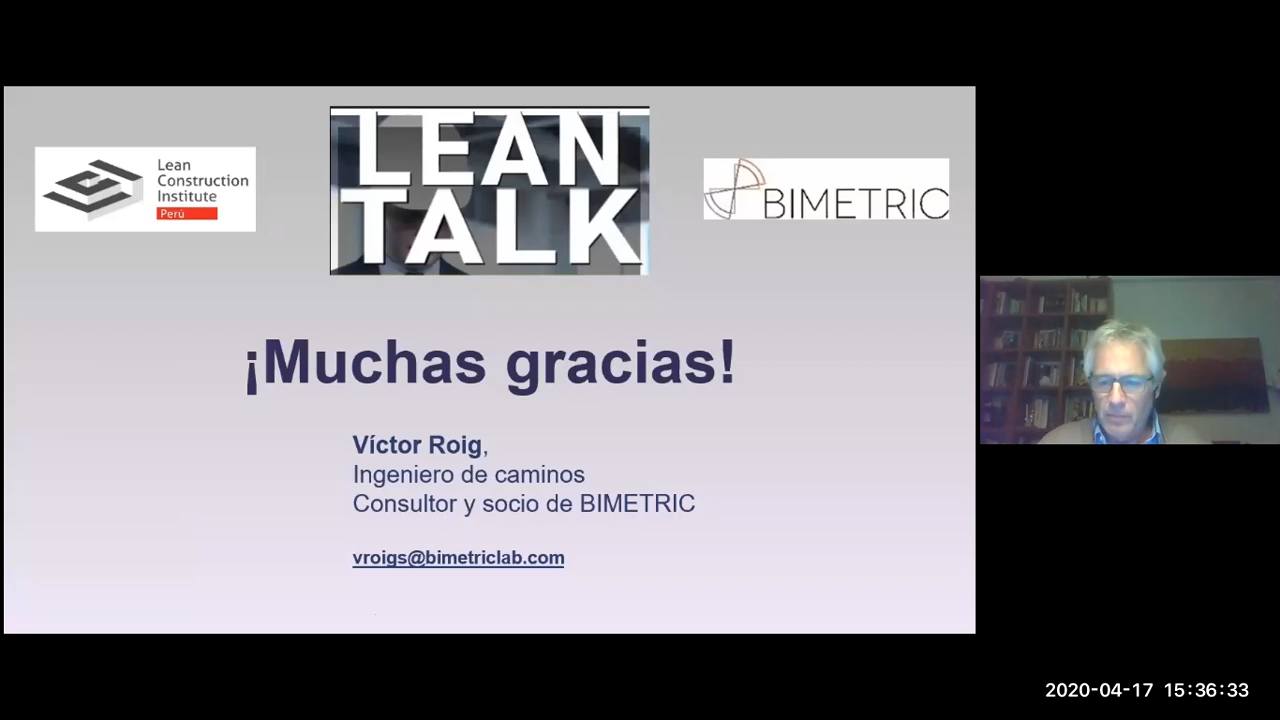 Lean
Construction
Institute
Perú
LEAN
TALK
BIMETRIC
¡Muchas gracias!
Víctor Roig,
Ingeniero de caminos
Consultor y socio de BIMETRIC
vroigs@bimetriclab.com
2020-04-17 15:36:33